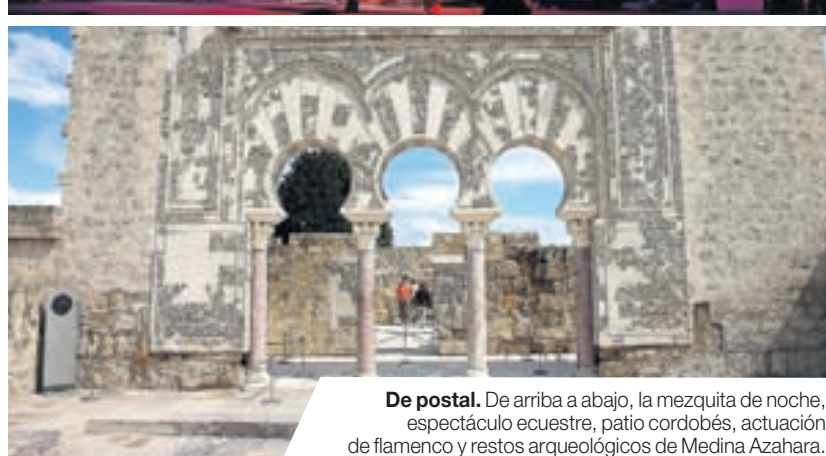 De postal. De arriba a abajo, la mezquita de noche,
espectáculo ecuestre, patio cordobés, actuación
de flamenco y restos arqueológicos de Medina Azahara.